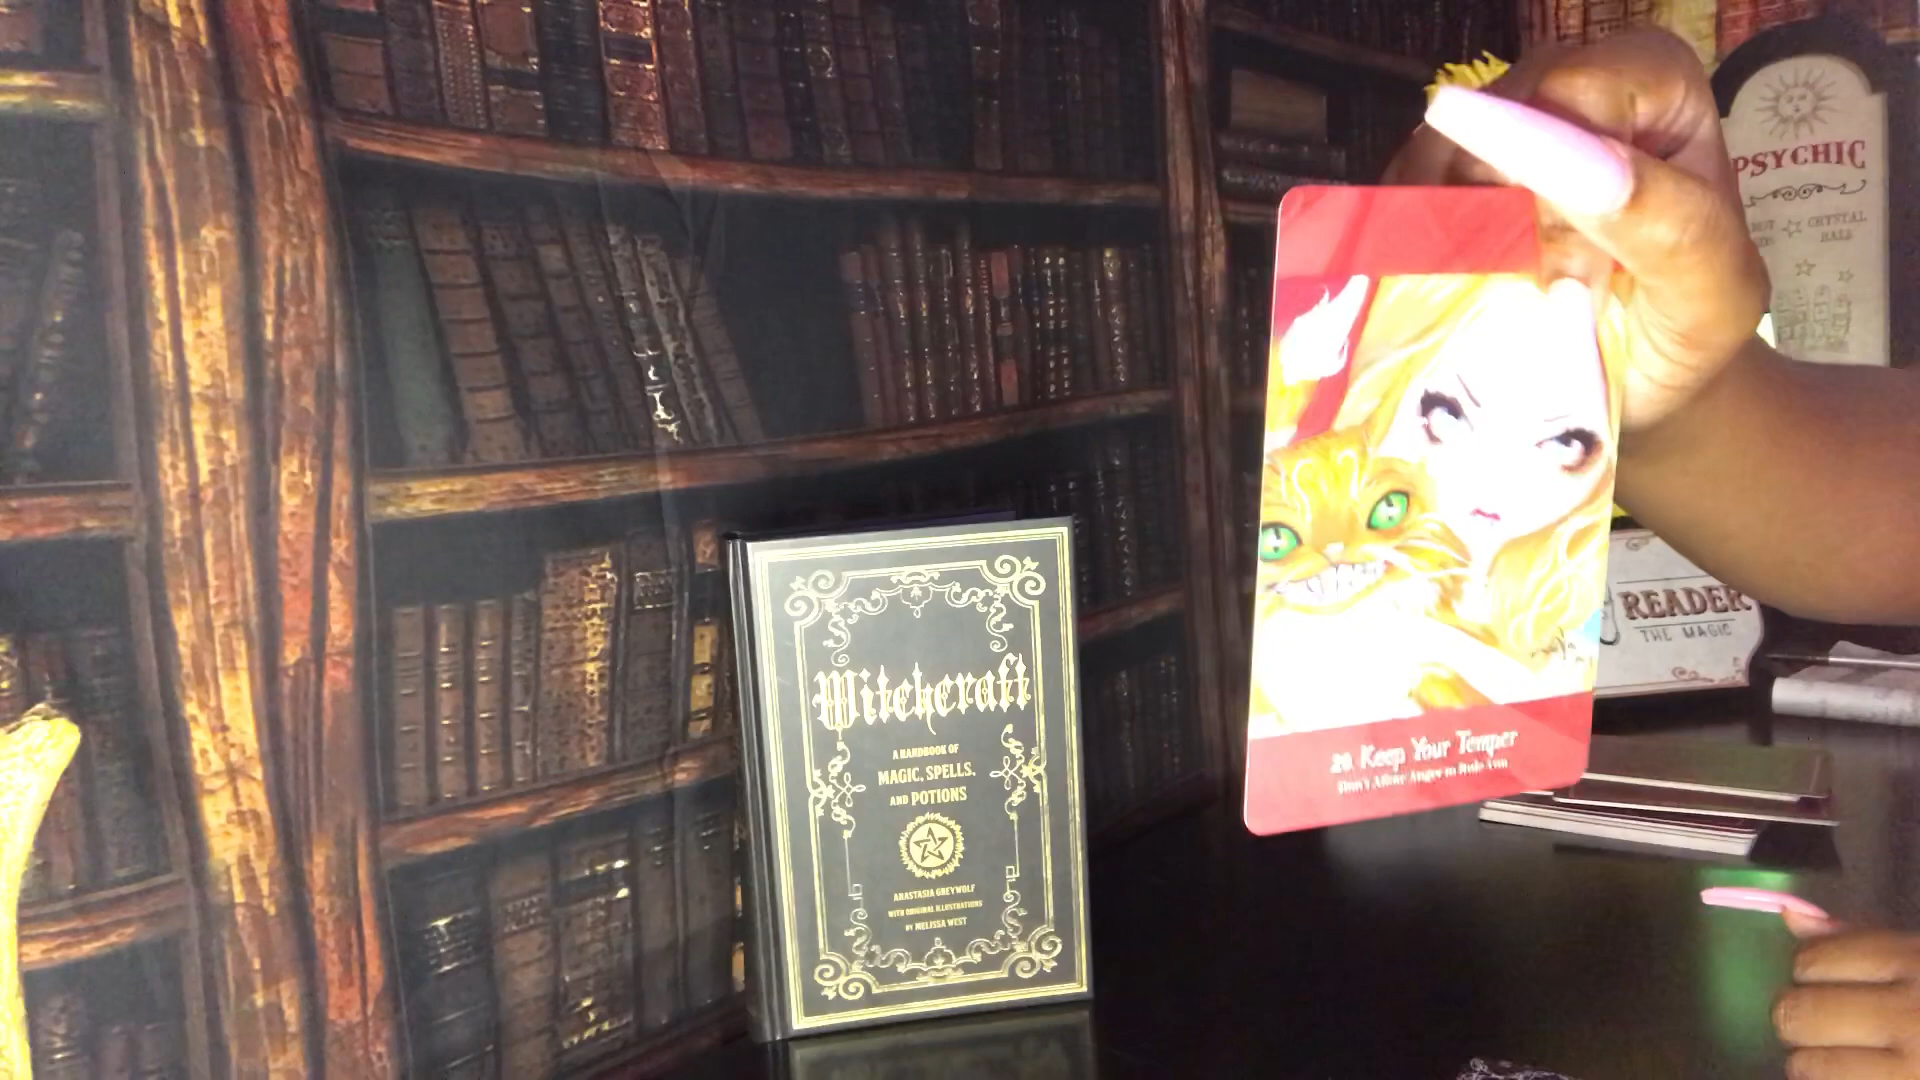 Witchcraft
A HANDBOOK OF
MAGIC, SPELLS,
AND POTIONS
ANASTASIA GREYWOLF
WITH ORIGINAL ILLUSTRATIONS
BY MELISSA WEST
20 Keep Your Temper
Don't Allow Anger to Rule You
PSYCHIC
CRYSTAL
BALL
READER
THE MAGIC